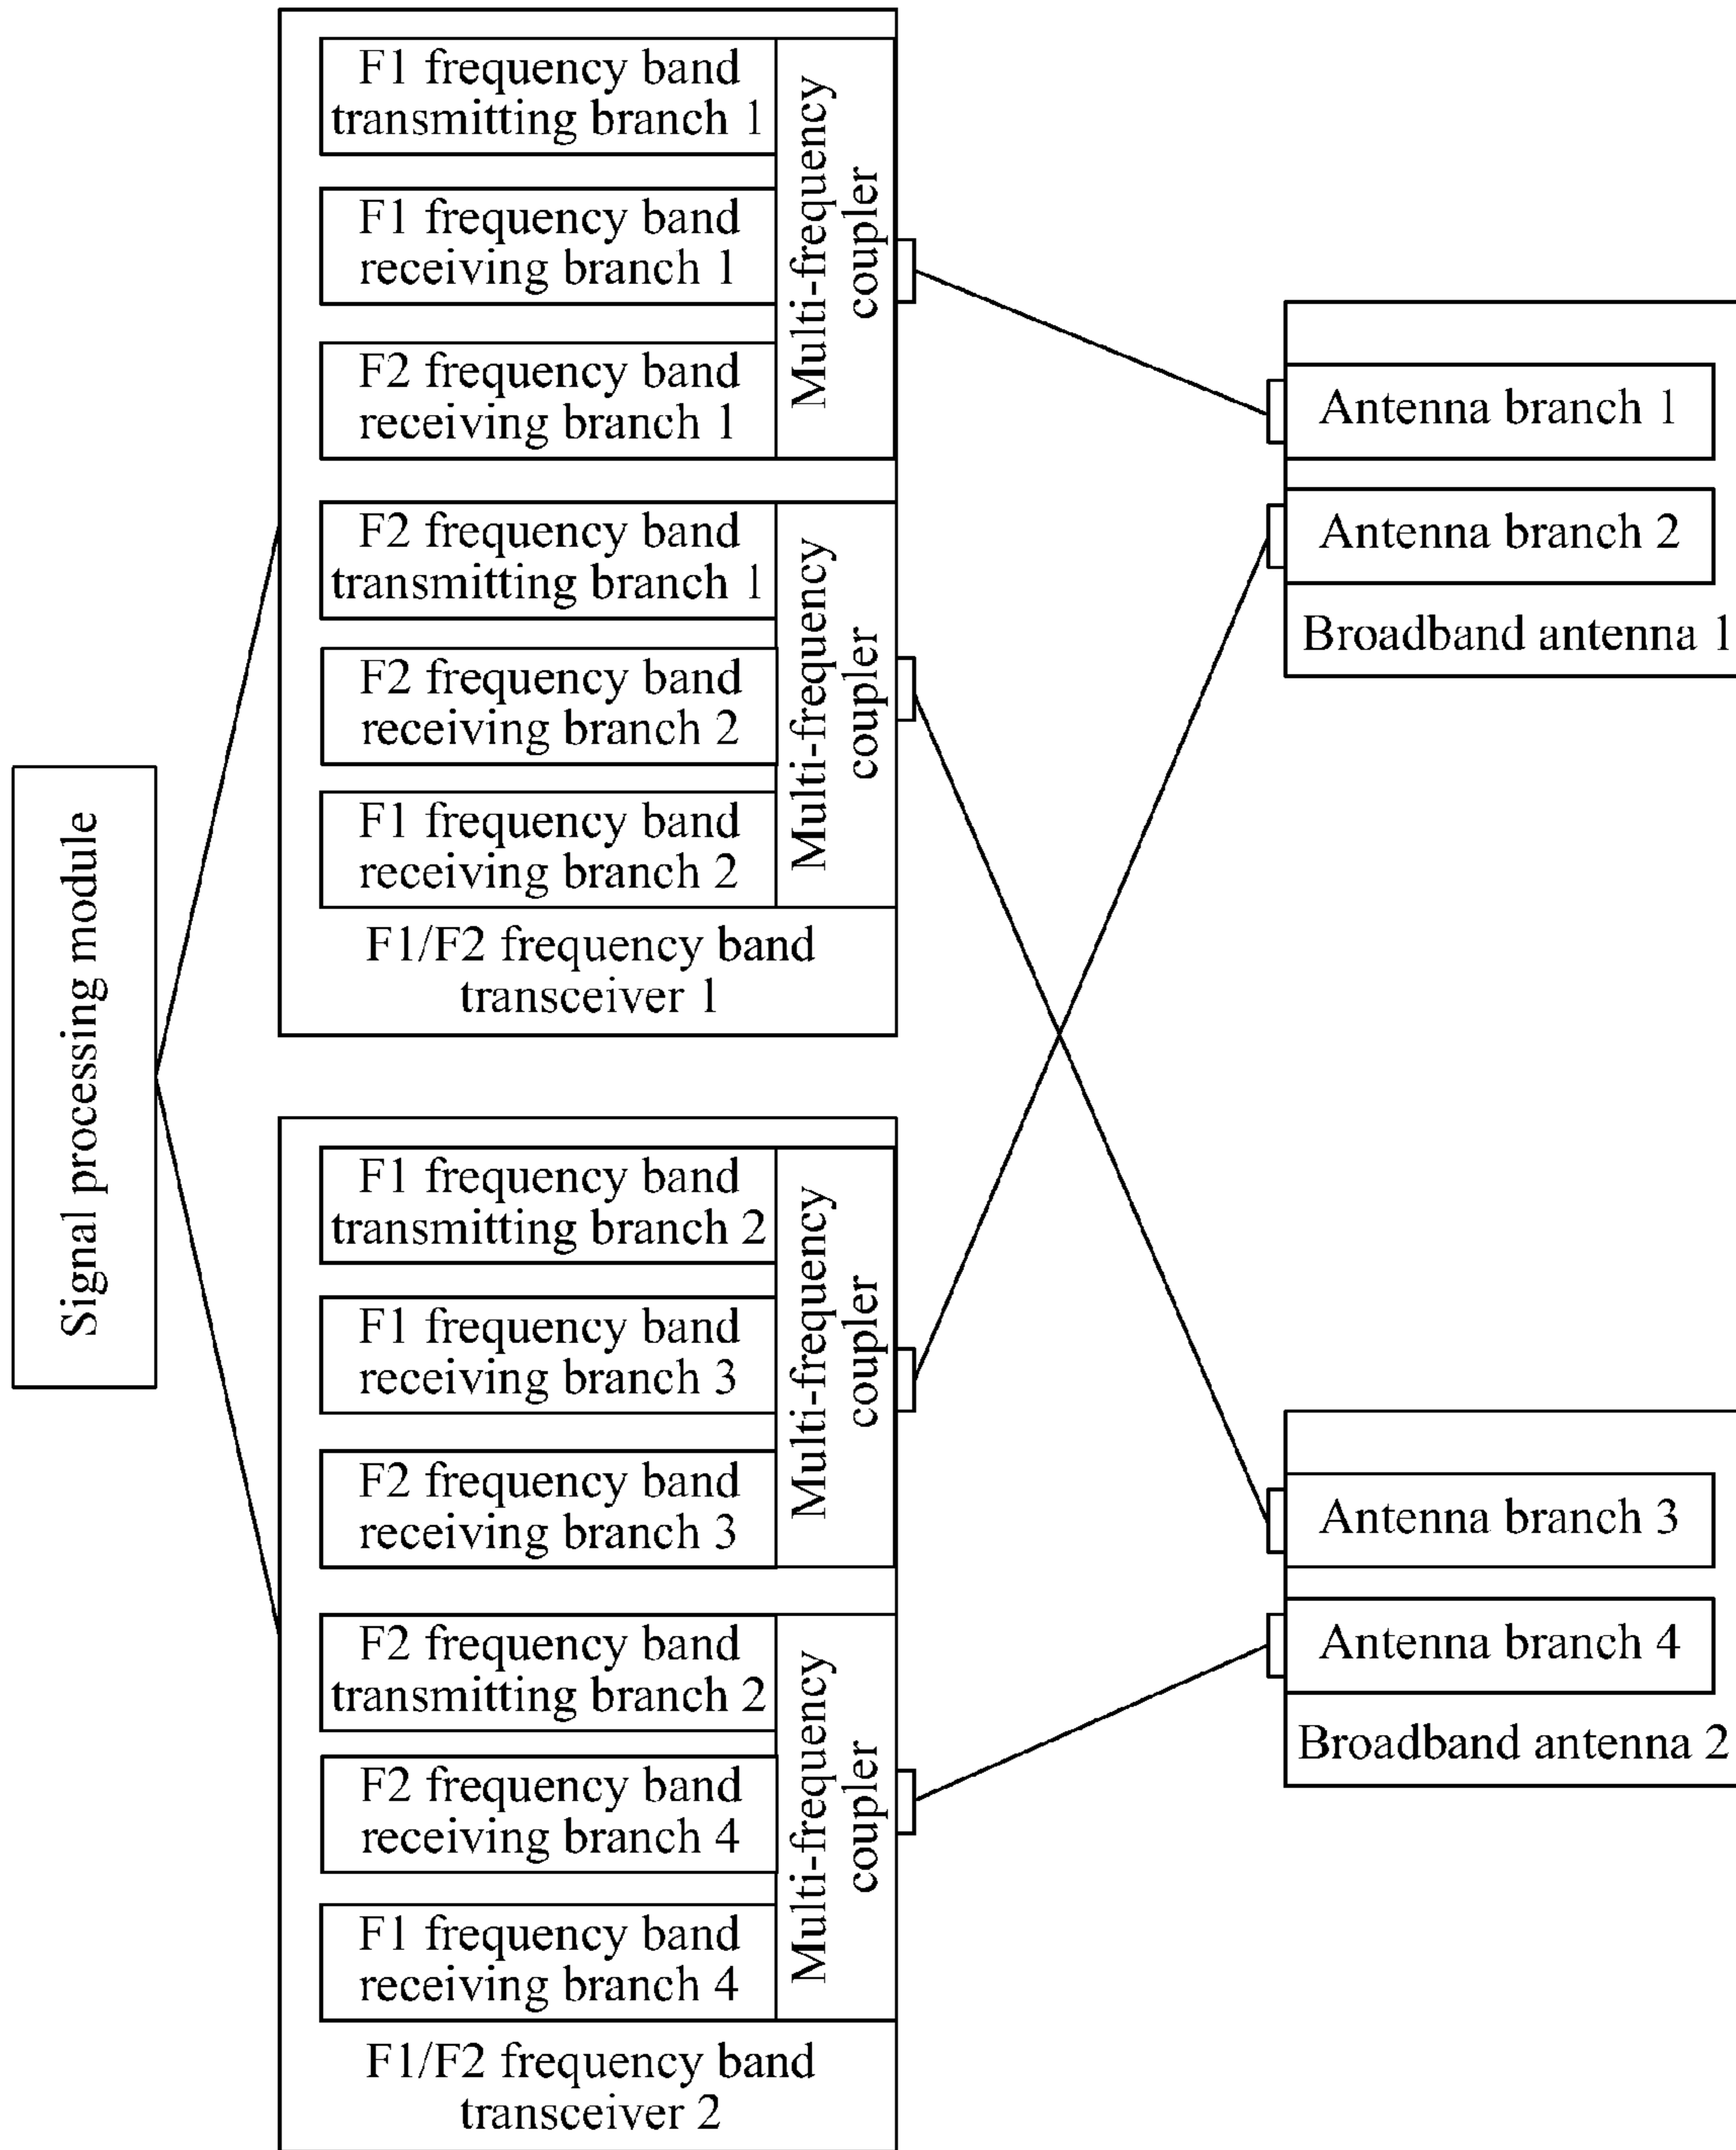 Signal processing module
F1 frequency band
transmitting branch 1
F1 frequency band
receiving branch 1
F2 frequency band
receiving branch 1
Multi-frequency
coupler
F2 frequency band
transmitting branch 1
F2 frequency band
receiving branch 2
F1 frequency band
receiving branch 2
Multi-frequency
coupler
F1/F2 frequency band
transceiver 1
F1 frequency band
transmitting branch 2
F1 frequency band
receiving branch 3
F2 frequency band
receiving branch 3
Multi-frequency
coupler
F2 frequency band
transmitting branch 2
F2 frequency band
receiving branch 4
F1 frequency band
receiving branch 4
Multi-frequency
coupler
F1/F2 frequency band
transceiver 2
Antenna branch 1
Antenna branch 2
Broadband antenna 1
Antenna branch 3
Antenna branch 4
Broadband antenna 2